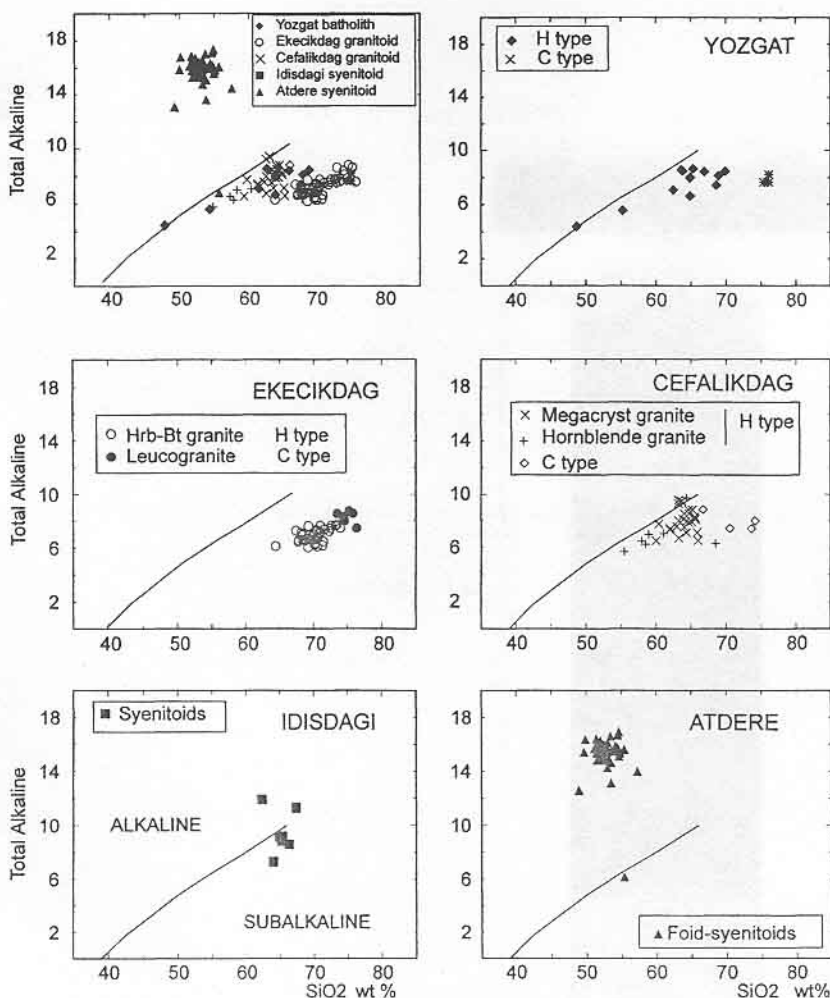 Total Alkaline
18
14
10
6
2
40 50 60 70 80
Yozgat batholith
Ekecikdag granitoid
Cefalikdag granitoid
Idisdagi syenitoid
Atdere syenitoid
YOZGAT
H type
C type
18
14
10
6
2
40 50 60 70 80
Total Alkaline
EKECIKDAG
Hrb-Bt granite H type
Leucogranite C type
18
14
10
6
2
40 50 60 70 80
CEFALIKDAG
Megacryst granite
Hornblende granite
H type
C type
18
14
10
6
2
40 50 60 70 80
Total Alkaline
Syenitoids
IDISDAGI
ALKALINE
SUBALKALINE
18
14
10
6
2
40 50 60 70 80
SiO2 wt %
ATDERE
Foid-syenitoids
18
14
10
6
2
40 50 60 70 80
SiO2 wt%